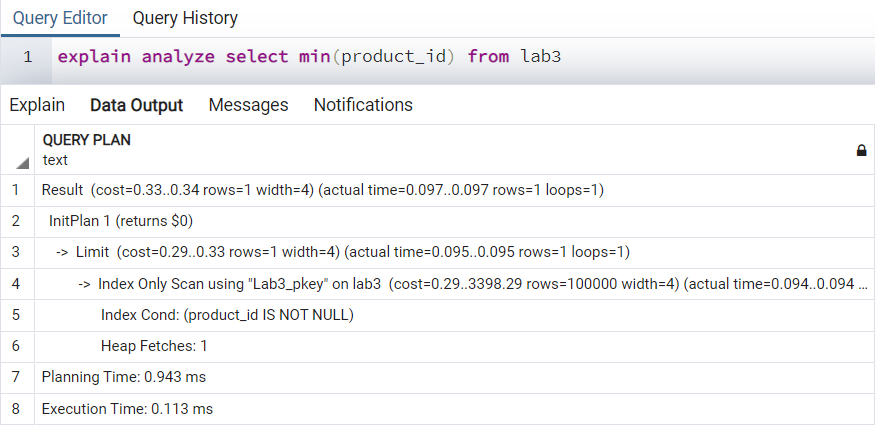 Query Editor Query History
1 explain analyze select min(product_id) from lab3
Explain Data Output Messages Notifications
QUERY PLAN
text
1 Result (cost=0.33..0.34 rows=1 width=4) (actual time=0.097..0.097 rows=1 loops=1)
2 InitPlan 1 (returns $0)
3 -> Limit (cost=0.29..0.33 rows=1 width=4) (actual time=0.095..0.095 rows=1 loops=1)
4 -> Index Only Scan using "Lab3_pkey" on lab3 (cost=0.29..3398.29 rows=100000 width=4) (actual time=0.094..0.094 ...
5 Index Cond: (product_id IS NOT NULL)
6 Heap Fetches: 1
7 Planning Time: 0.943 ms
8 Execution Time: 0.113 ms